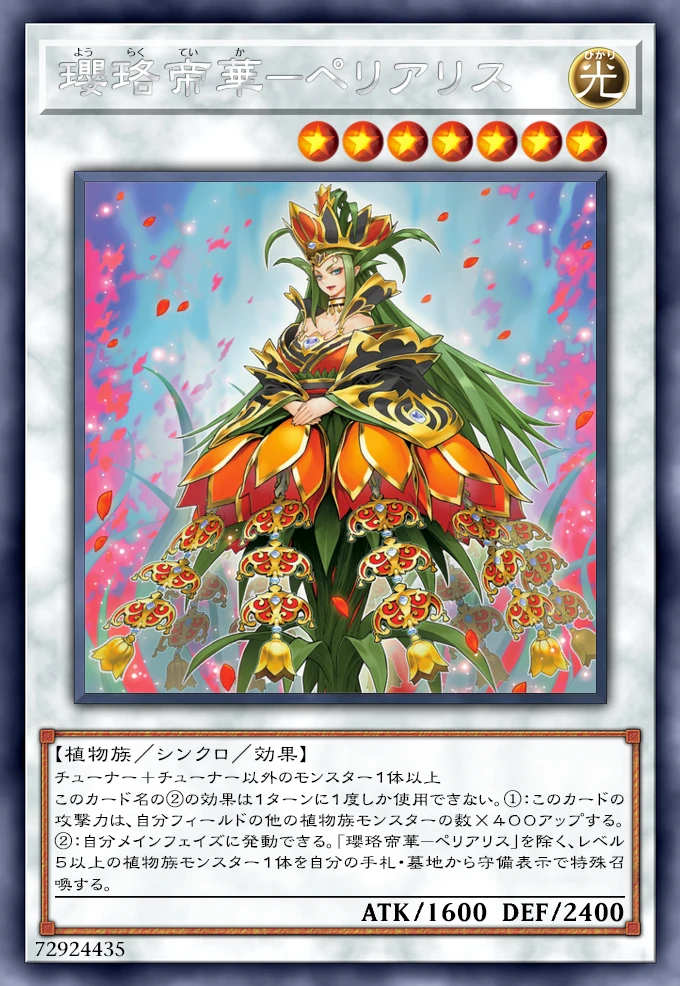 よう らく てい か
瓔珞帝華－ペリアリス
ひかり
光
【植物族／シンクロ／効果】
チューナー＋チューナー以外のモンスター１体以上
このカード名の②の効果は１ターンに１度しか使用できない。①：このカードの
攻撃力は、自分フィールドの他の植物族モンスターの数×４００アップする。
②：自分メインフェイズに発動できる。「瓔珞帝華－ペリアリス」を除く、レベル
５以上の植物族モンスター１体を自分の手札・墓地から守備表示で特殊召
喚する。
ATK/1600 DEF/2400
72924435